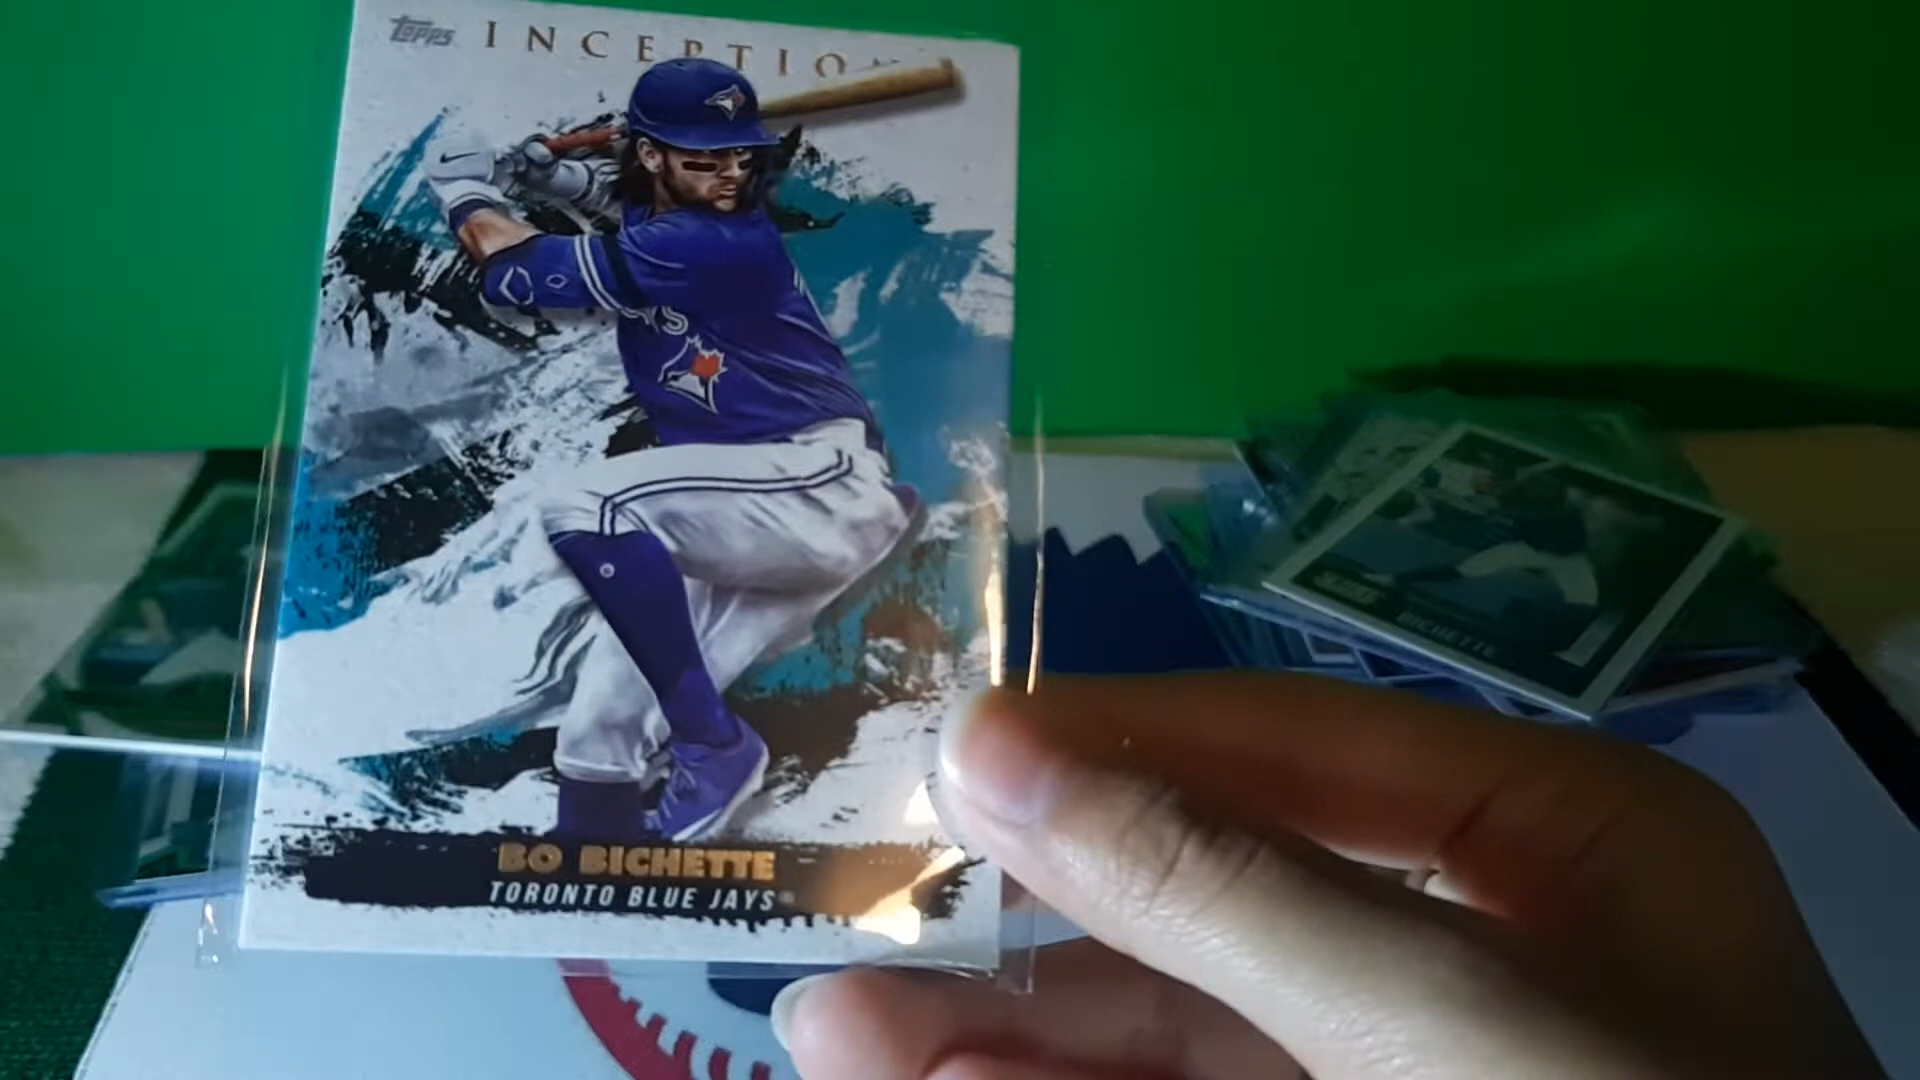 Topps INCEPTION
BO BICHETTE
TORONTO BLUE JAYS
BICHETTE